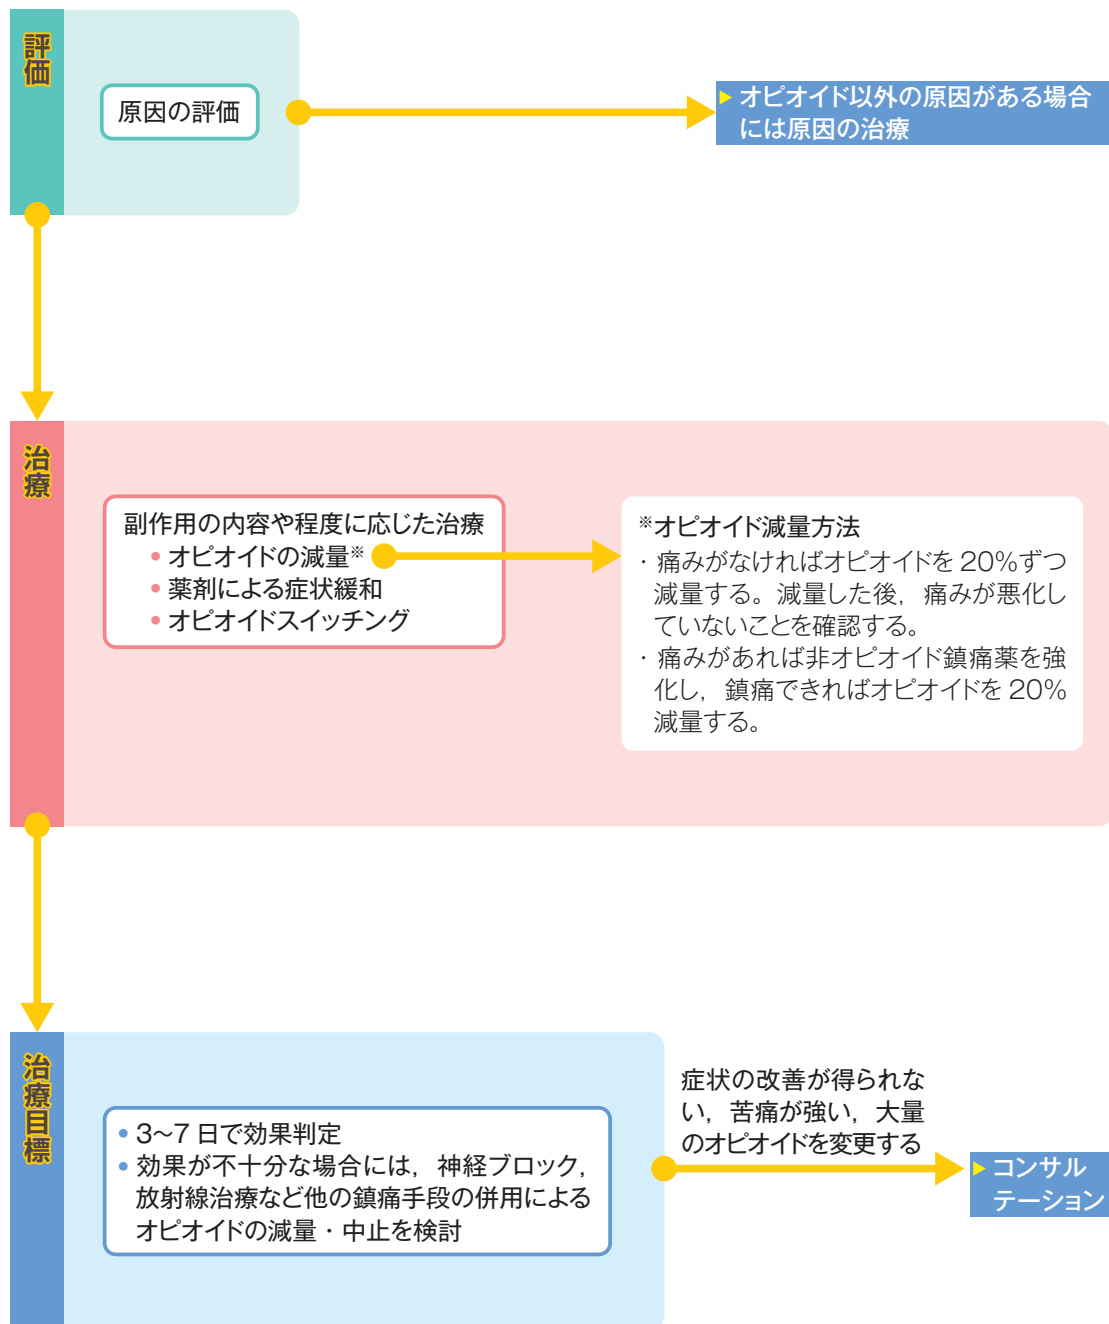 評価
原因の評価
▶ オピオイド以外の原因がある場合
には原因の治療
治療
副作用の内容や程度に応じた治療
• オピオイドの減量※
• 薬剤による症状緩和
• オピオイドスイッチング
※オピオイド減量方法
・痛みがなければオピオイドを 20%ずつ
減量する。減量した後，痛みが悪化し
ていないことを確認する。
・痛みがあれば非オピオイド鎮痛薬を強
化し，鎮痛できればオピオイドを 20%
減量する。
治療目標
• 3〜7 日で効果判定
• 効果が不十分な場合には，神経ブロック，
放射線治療など他の鎮痛手段の併用による
オピオイドの減量・中止を検討
症状の改善が得られな
い，苦痛が強い，大量
のオピオイドを変更する
▶ コンサル
テーション